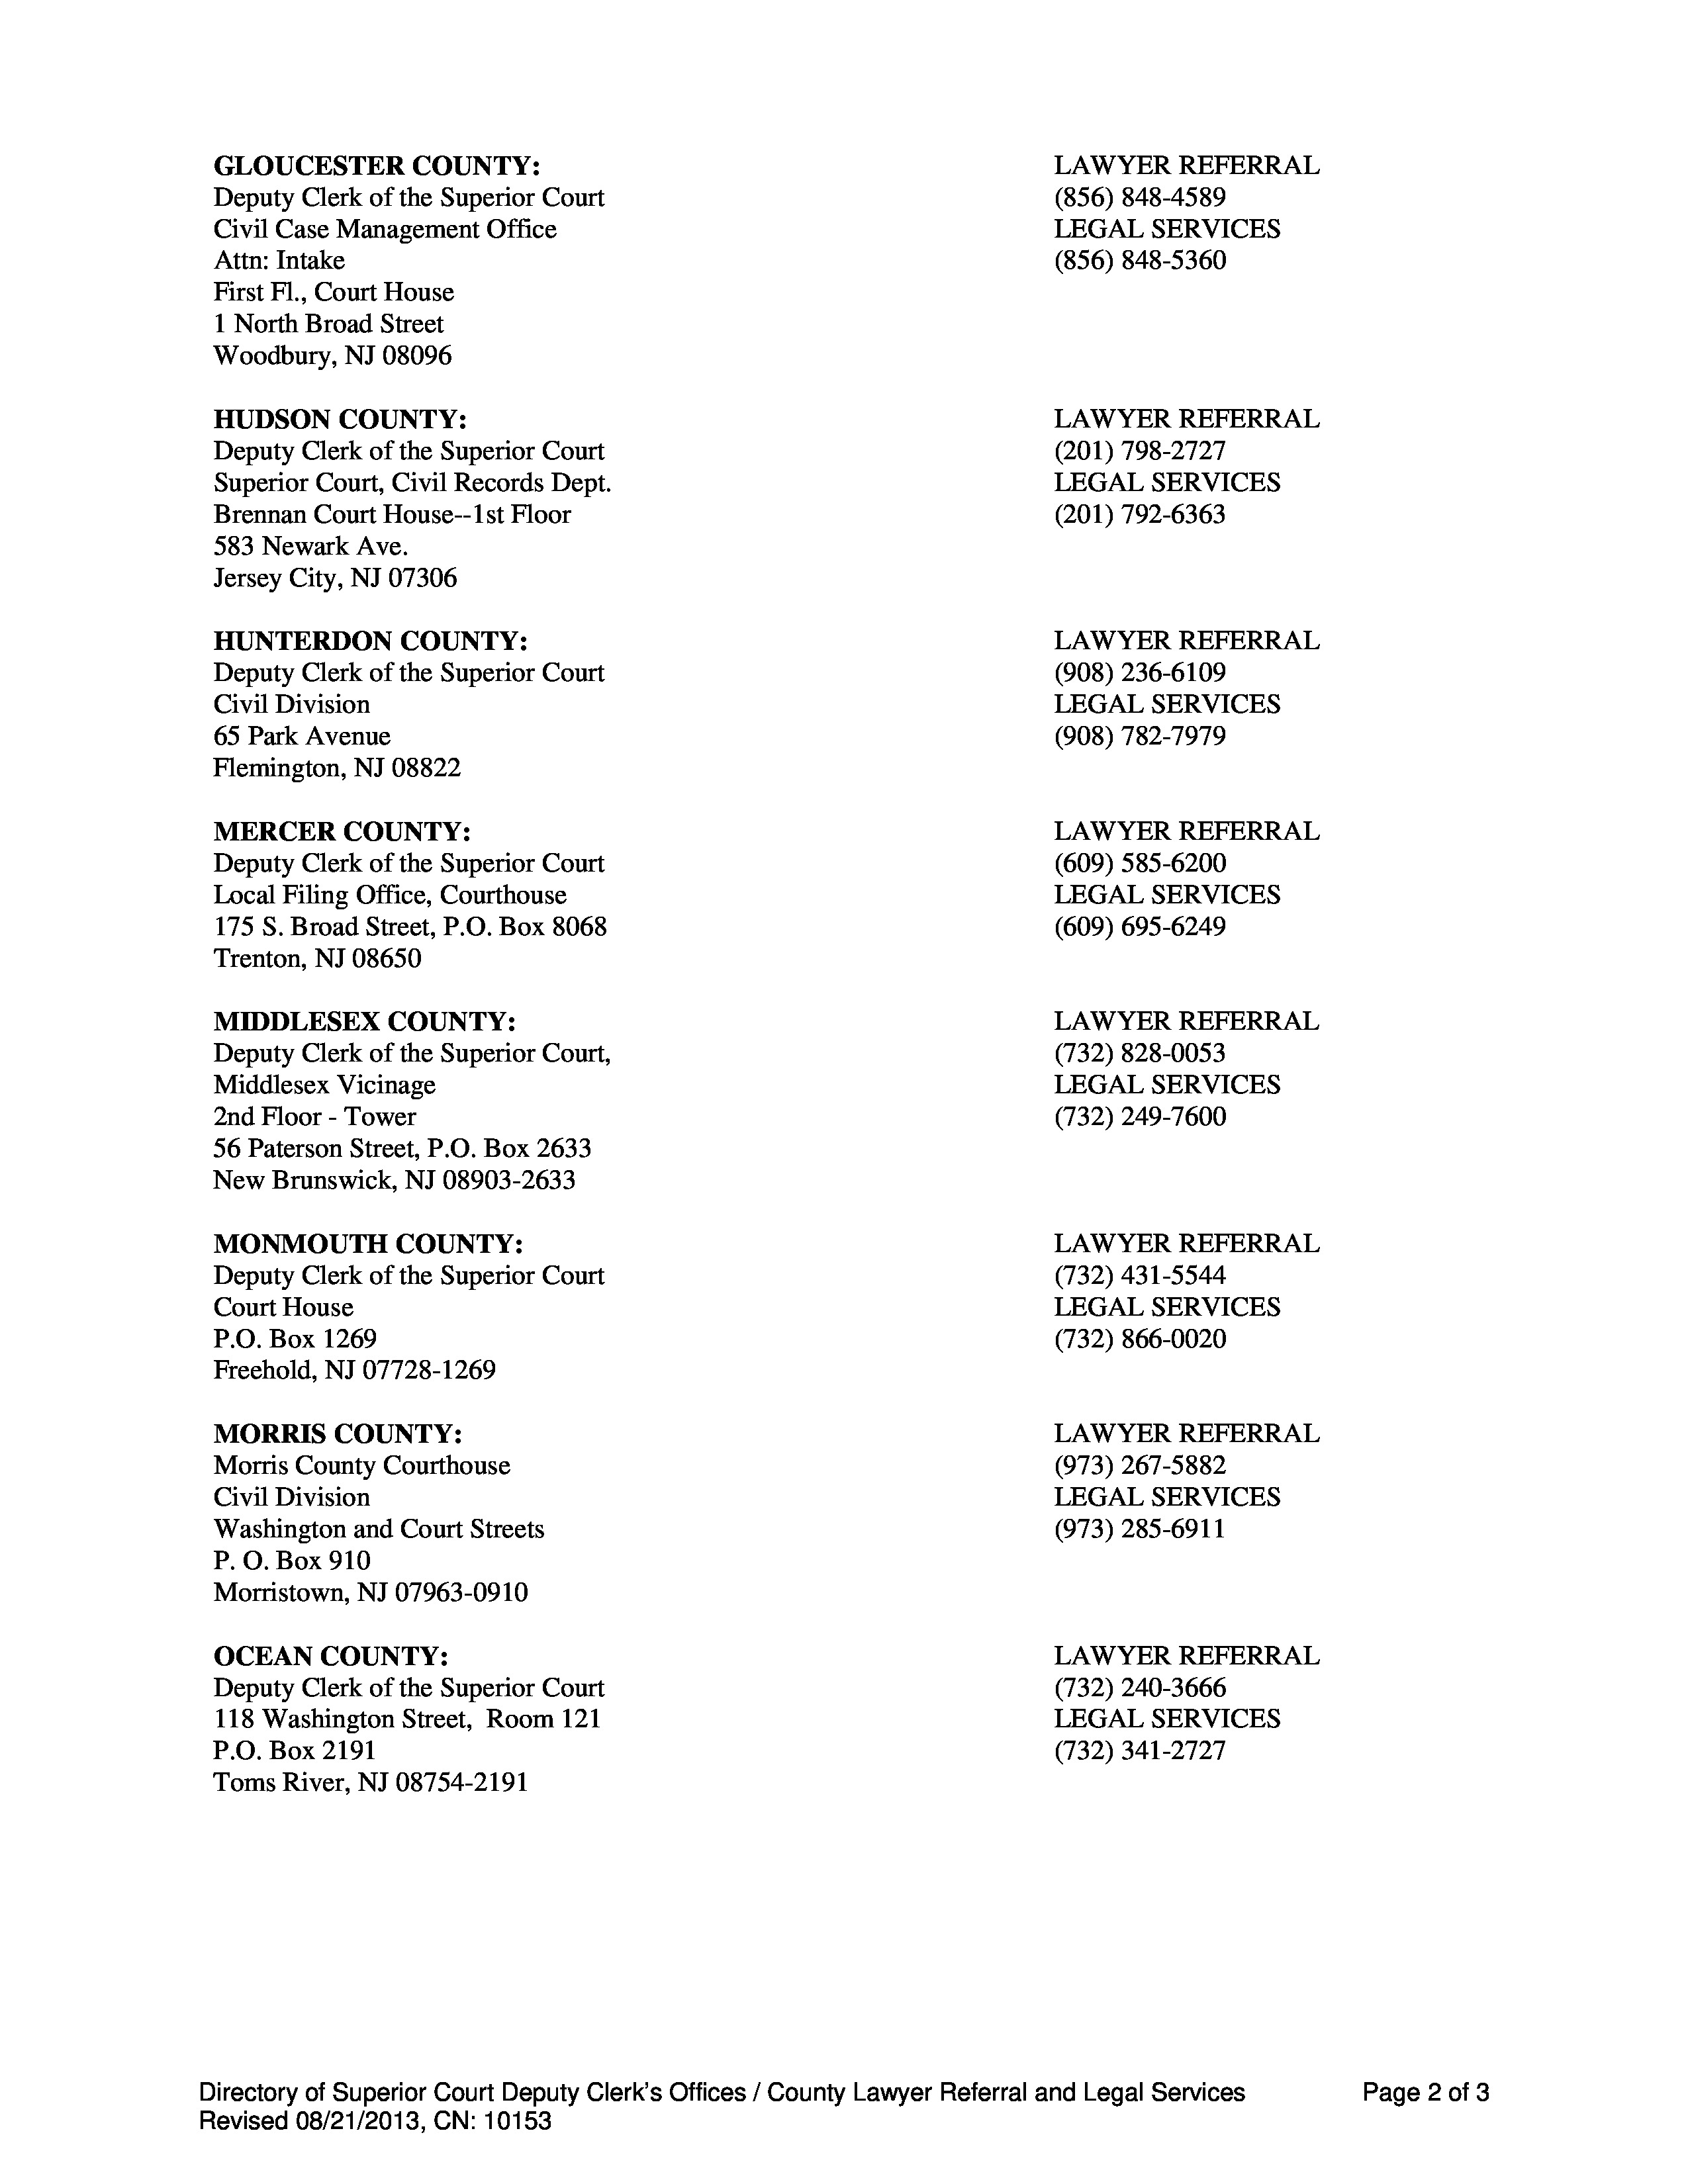 GLOUCESTER COUNTY:
Deputy Clerk of the Superior Court
Civil Case Management Office
Attn: Intake
First Fl., Court House
1 North Broad Street
Woodbury, NJ 08096
LAWYER REFERRAL
(856) 848-4589
LEGAL SERVICES
(856) 848-5360
HUDSON COUNTY:
Deputy Clerk of the Superior Court
Superior Court, Civil Records Dept.
Brennan Court House--1st Floor
583 Newark Ave.
Jersey City, NJ 07306
LAWYER REFERRAL
(201) 798-2727
LEGAL SERVICES
(201) 792-6363
HUNTERDON COUNTY:
Deputy Clerk of the Superior Court
Civil Division
65 Park Avenue
Flemington, NJ 08822
LAWYER REFERRAL
(908) 236-6109
LEGAL SERVICES
(908) 782-7979
MERCER COUNTY:
Deputy Clerk of the Superior Court
Local Filing Office, Courthouse
175 S. Broad Street, P.O. Box 8068
Trenton, NJ 08650
LAWYER REFERRAL
(609) 585-6200
LEGAL SERVICES
(609) 695-6249
MIDDLESEX COUNTY:
Deputy Clerk of the Superior Court,
Middlesex Vicinage
2nd Floor - Tower
56 Paterson Street, P.O. Box 2633
New Brunswick, NJ 08903-2633
LAWYER REFERRAL
(732) 828-0053
LEGAL SERVICES
(732) 249-7600
MONMOUTH COUNTY:
Deputy Clerk of the Superior Court
Court House
P.O. Box 1269
Freehold, NJ 07728-1269
LAWYER REFERRAL
(732) 431-5544
LEGAL SERVICES
(732) 866-0020
MORRIS COUNTY:
Morris County Courthouse
Civil Division
Washington and Court Streets
P. O. Box 910
Morristown, NJ 07963-0910
LAWYER REFERRAL
(973) 267-5882
LEGAL SERVICES
(973) 285-6911
OCEAN COUNTY:
Deputy Clerk of the Superior Court
118 Washington Street, Room 121
P.O. Box 2191
Toms River, NJ 08754-2191
LAWYER REFERRAL
(732) 240-3666
LEGAL SERVICES
(732) 341-2727
Directory of Superior Court Deputy Clerk’s Offices / County Lawyer Referral and Legal Services Page 2 of 3
Revised 08/21/2013, CN: 10153